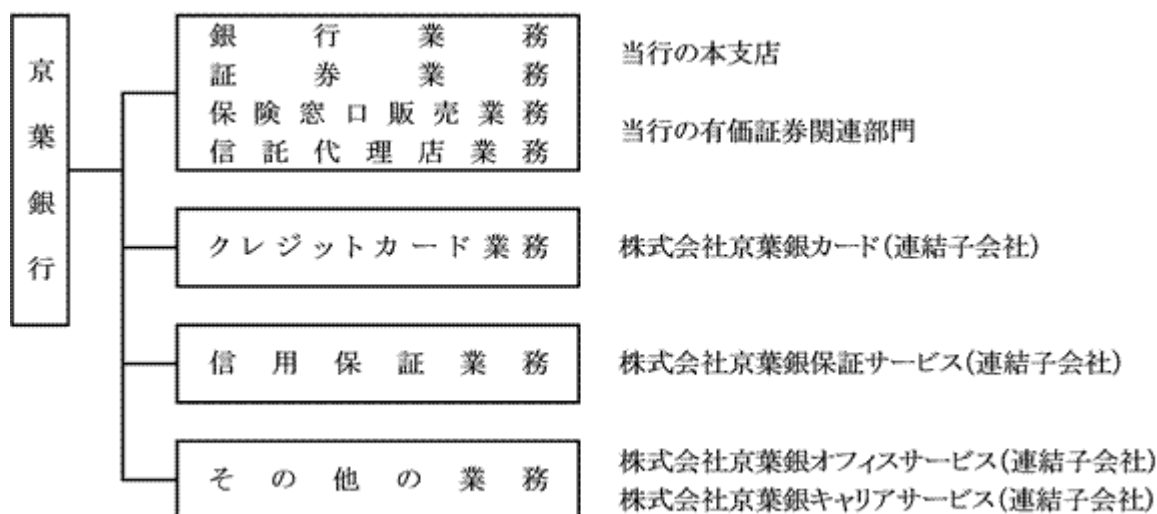 京葉銀行
銀行業務
証券業務
保険窓口販売業務
信託代理店業務
当行の本支店
当行の有価証券関連部門
クレジットカード業務
株式会社京葉銀カード(連結子会社)
信用保証業務
株式会社京葉銀保証サービス(連結子会社)
その他の業務
株式会社京葉銀オフィスサービス(連結子会社)
株式会社京葉銀キャリアサービス(連結子会社)